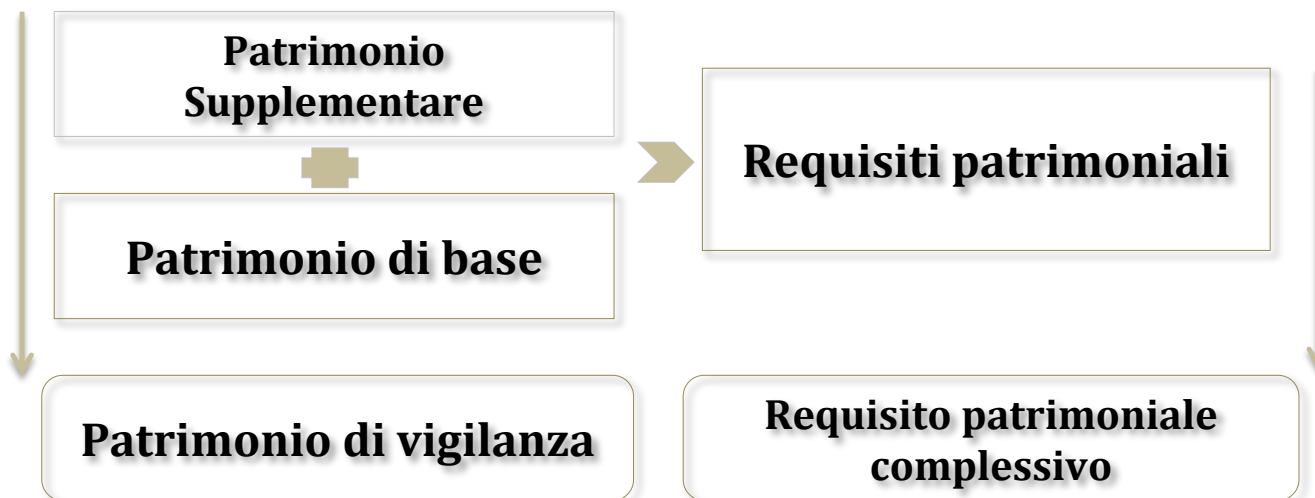 Patrimonio
Supplementare
Requisiti patrimoniali
Patrimonio di base
Patrimonio di vigilanza
Requisito patrimoniale
complessivo